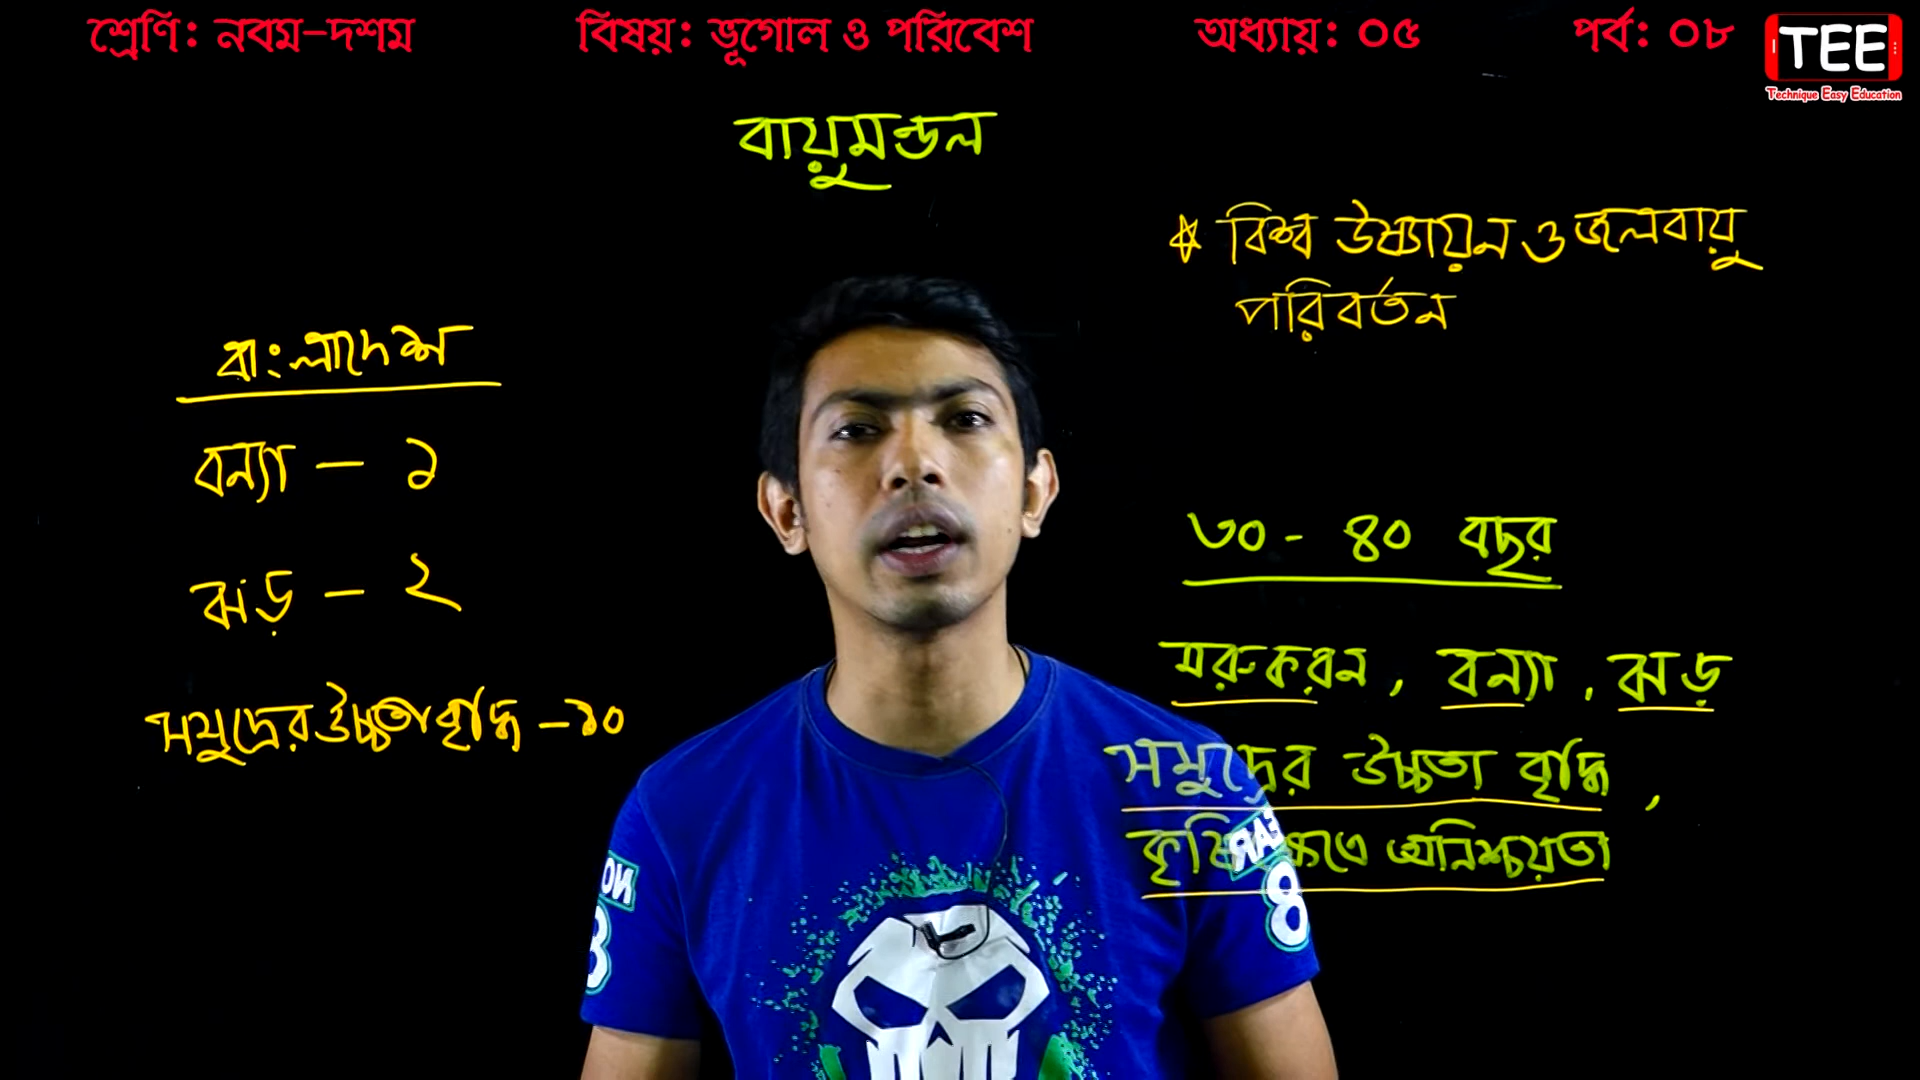 শ্রেণি: নবম-দশম বিষয়: ভূগোল ও পরিবেশ অধ্যায়: ০৫ পর্ব: ০৮
TEE
Technique Easy Education
বায়ুমন্ডল
* বিশ্ব উষ্ণায়ন ও জলবায়ু
পরিবর্তন
বাংলাদেশ
বন্যা - ১
ঝড় - ২
সমুদ্রের উচ্চতা বৃদ্ধি - ১০
৩০ - ৪০ বছর
মরুকরন, বন্যা, ঝড়
সমুদ্রের উচ্চতা বৃদ্ধি,
অনিশ্চয়তা
8